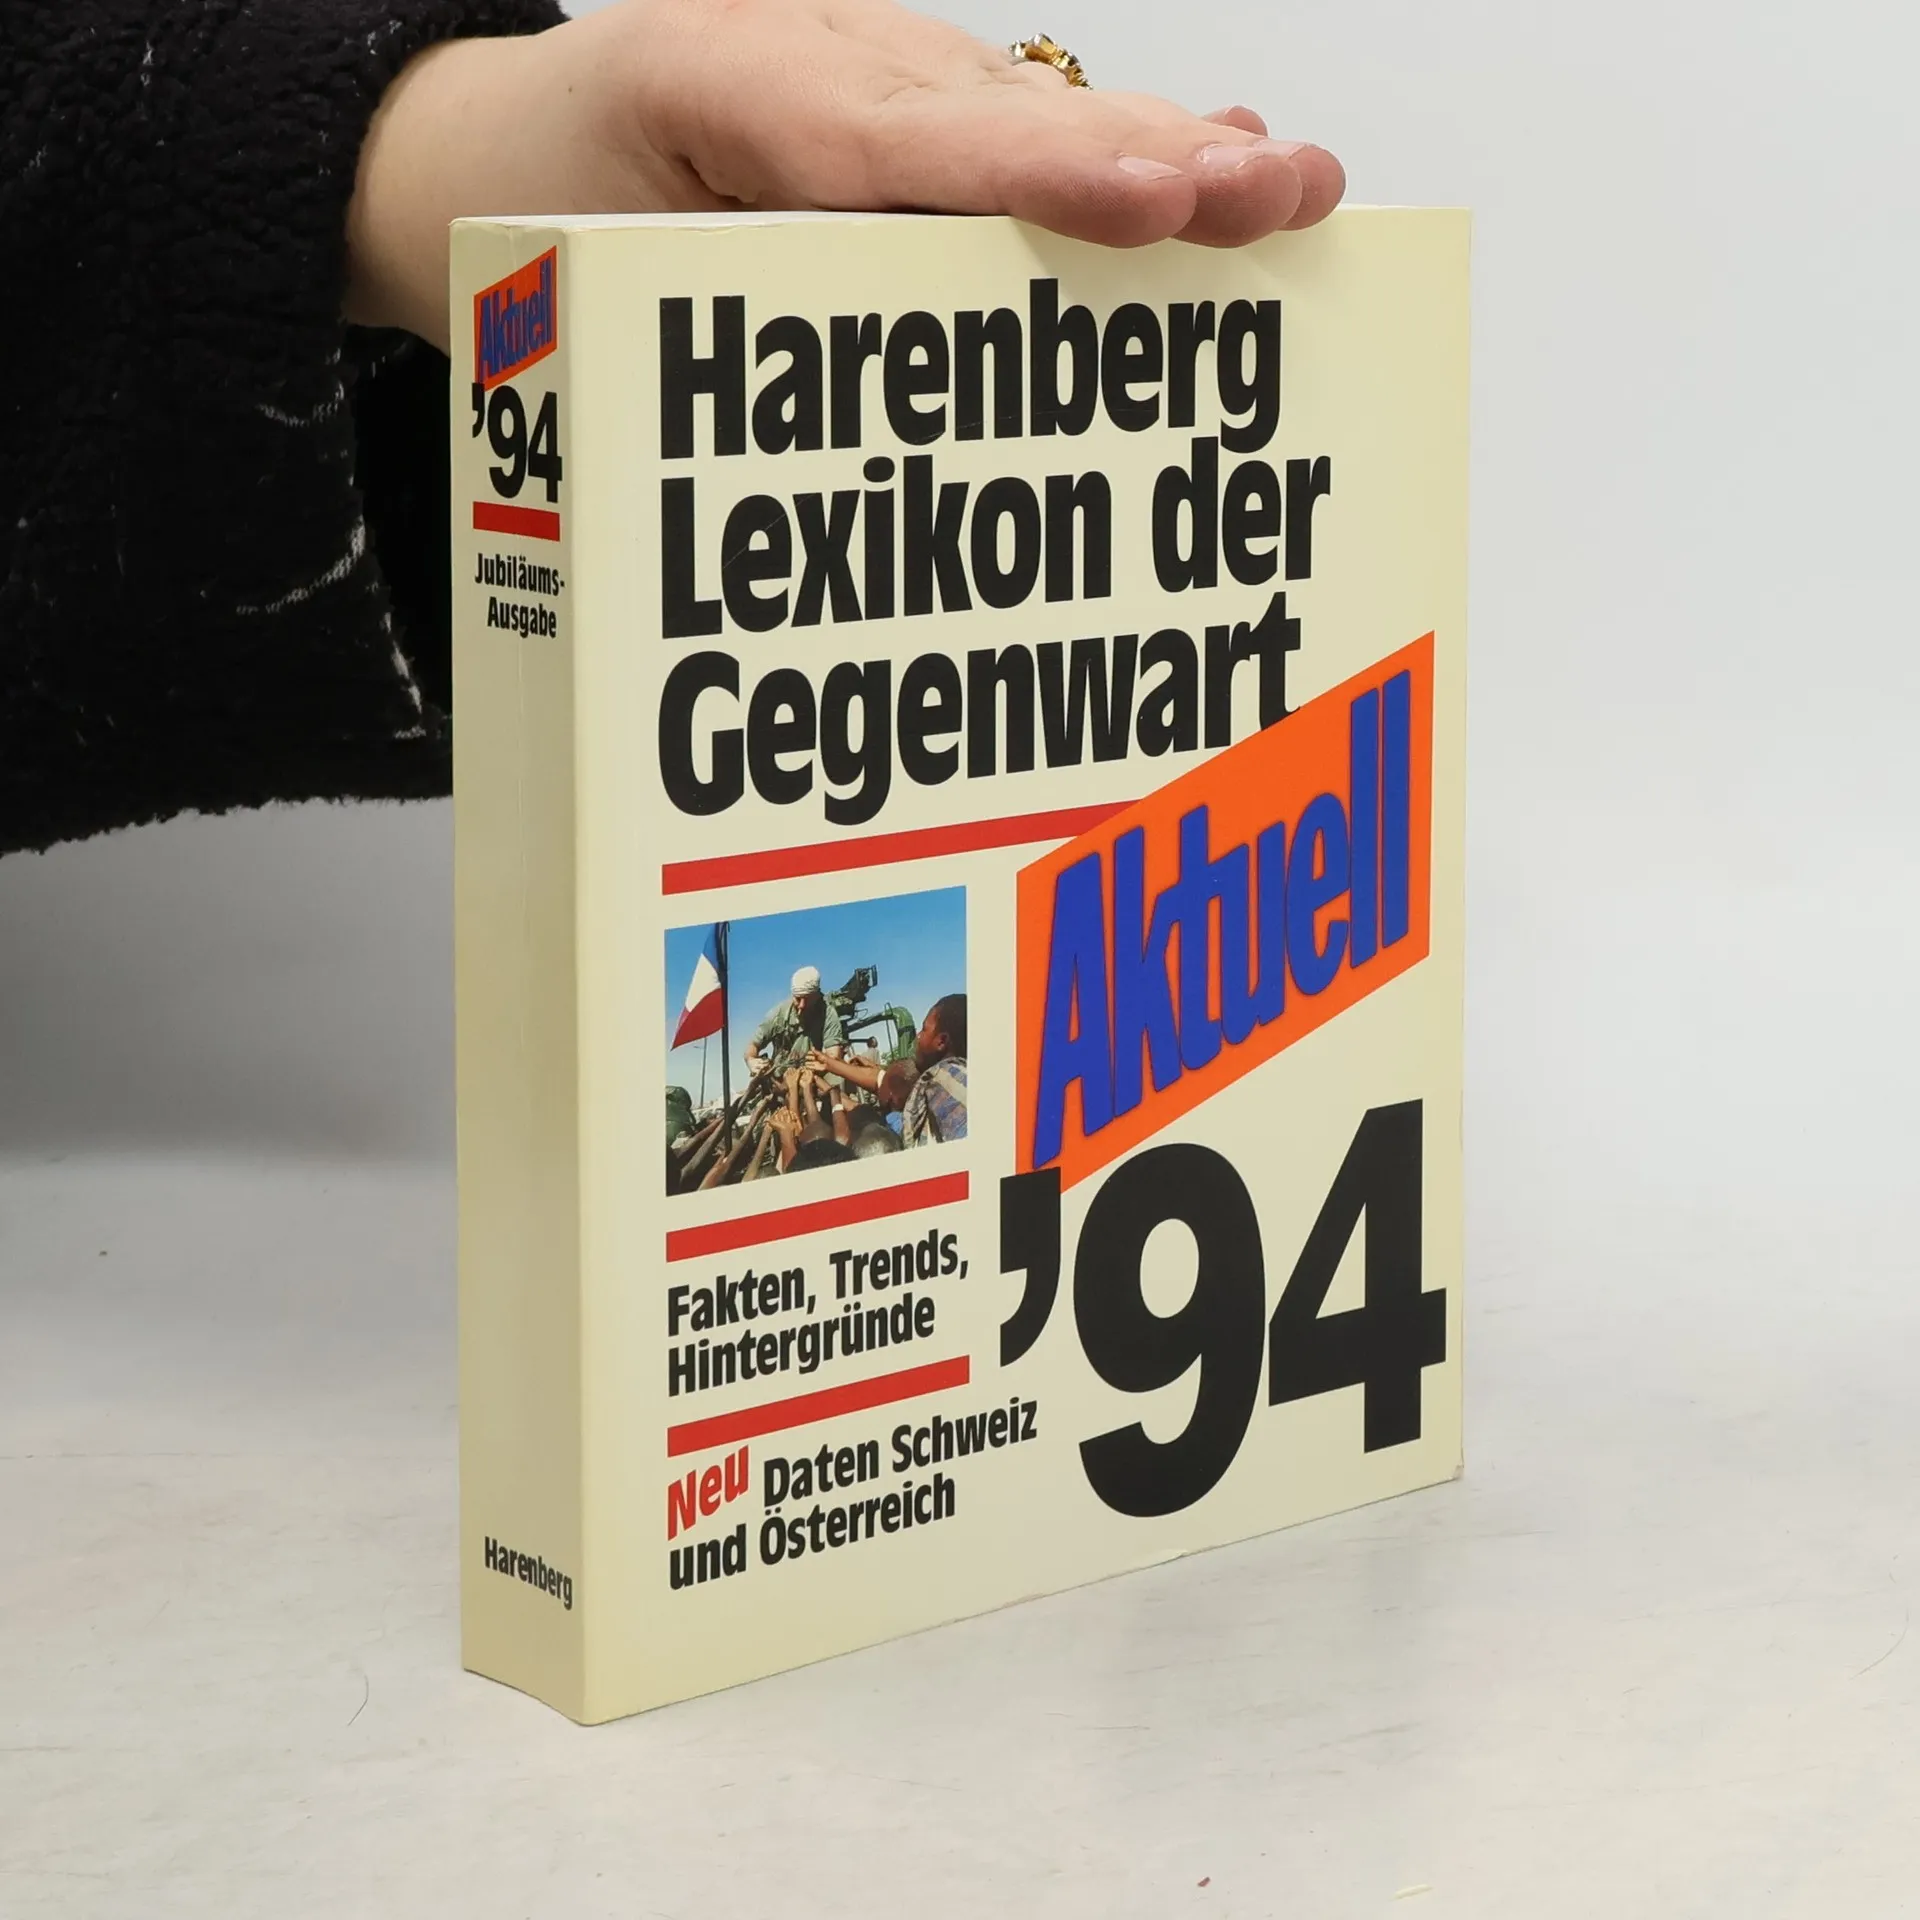 Aktuell
’94
Jubiläums-
Ausgabe
Harenberg
Harenberg
Lexikon der
Gegenwart
Aktuell
’94
Fakten, Trends,
Hintergründe
Neu Daten Schweiz
und Österreich